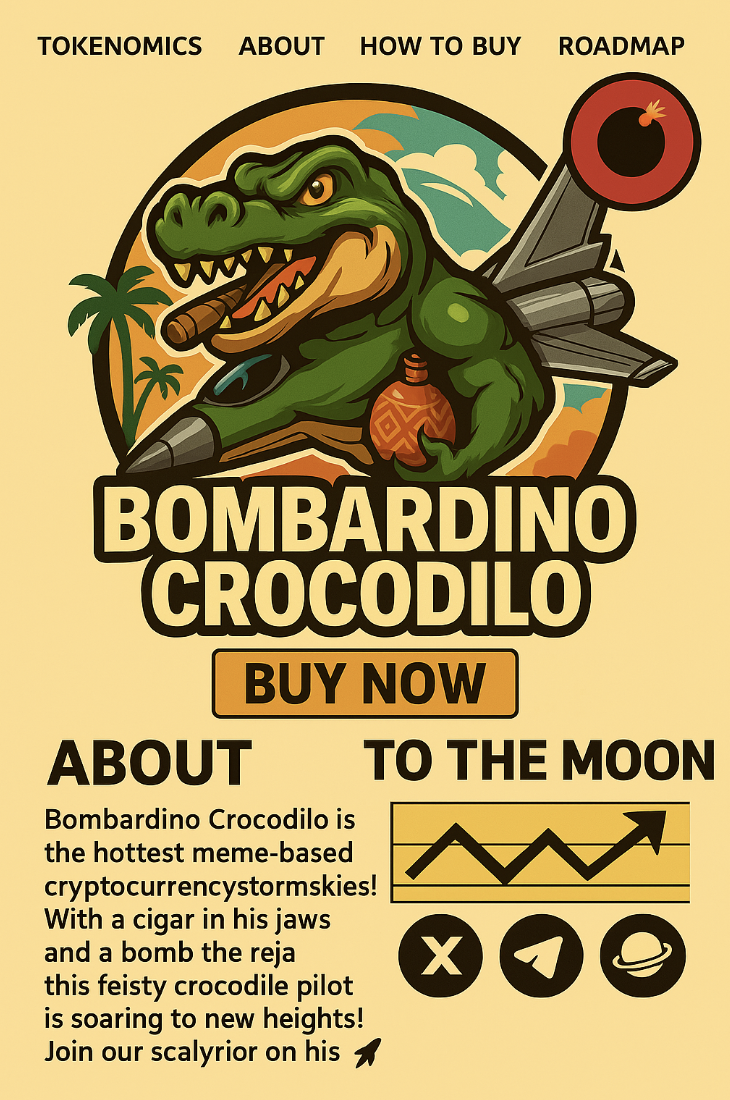 TOKENOMICS ABOUT HOW TO BUY ROADMAP
BOMBARDINO
CROCODILO
BUY NOW
ABOUT
Bombardino Crocodilo is
the hottest meme-based
cryptocurrencystormskies!
With a cigar in his jaws
and a bomb the reja
this feisty crocodile pilot
is soaring to new heights!
Join our scalyrior on his
TO THE MOON
X